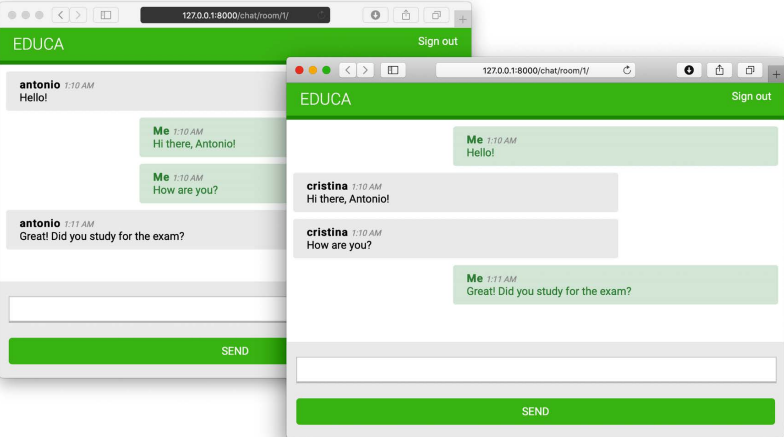 127.0.0.1:8000/chat/room/1/
EDUCA
Sign out
antonio 1:10 AM
Hello!
Me 1:10 AM
Hi there, Antonio!
Me 1:10 AM
How are you?
antonio 1:11 AM
Great! Did you study for the exam?
SEND
127.0.0.1:8000/chat/room/1/
EDUCA
Sign out
Me 1:10 AM
Hello!
cristina 1:10 AM
Hi there, Antonio!
cristina 1:10 AM
How are you?
Me 1:11 AM
Great! Did you study for the exam?
SEND